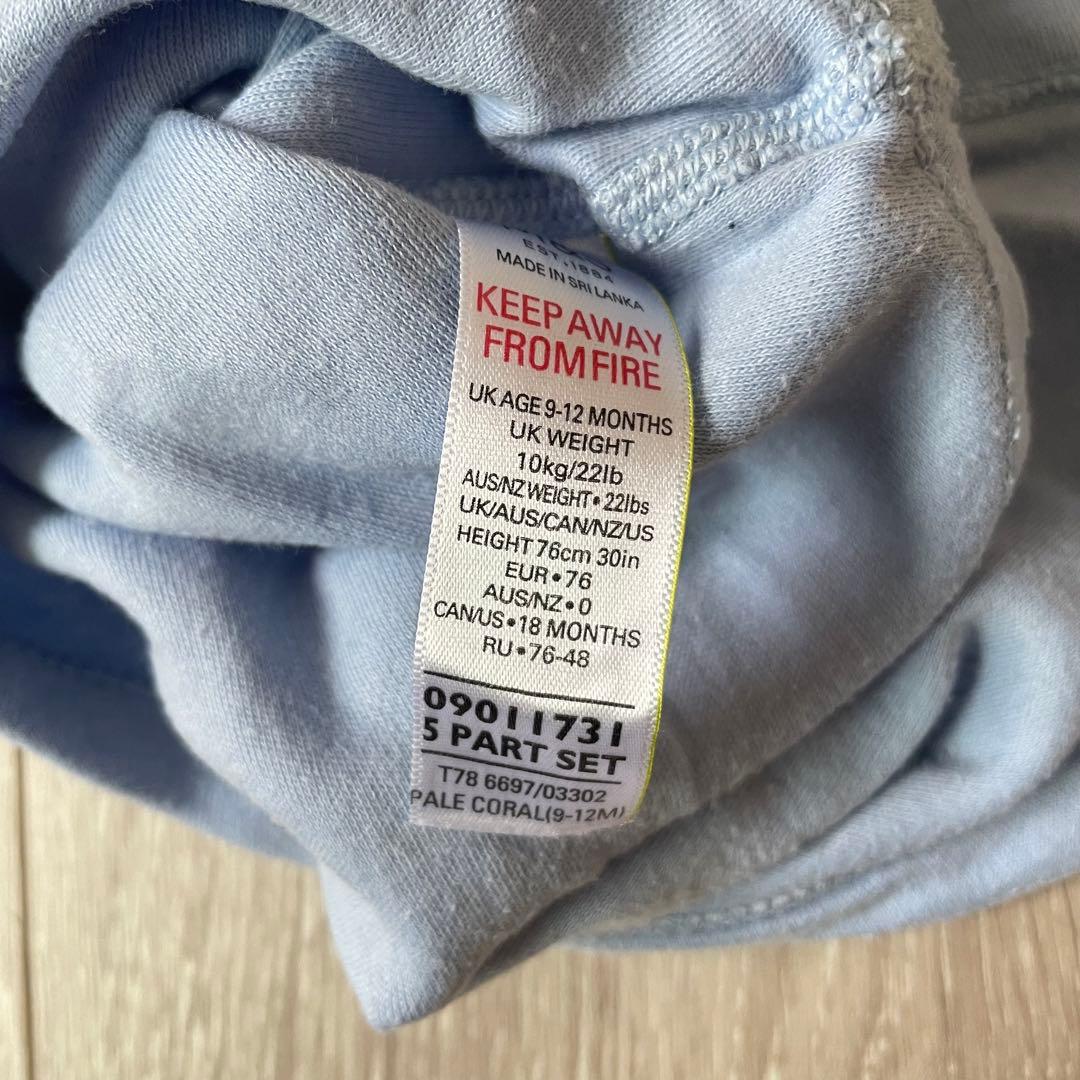 EST. 1884
MADE IN SRI LANKA
KEEP AWAY
FROM FIRE
UK AGE 9-12 MONTHS
UK WEIGHT
10kg/22lb
AUS/NZ WEIGHT • 22lbs
UK/AUS/CAN/NZ/US
HEIGHT 76cm 30in
EUR • 76
AUS/NZ • 0
CAN/US • 18 MONTHS
RU • 76-48
09011731
5 PART SET
T78 6697/03302
PALE CORAL(9-12M)